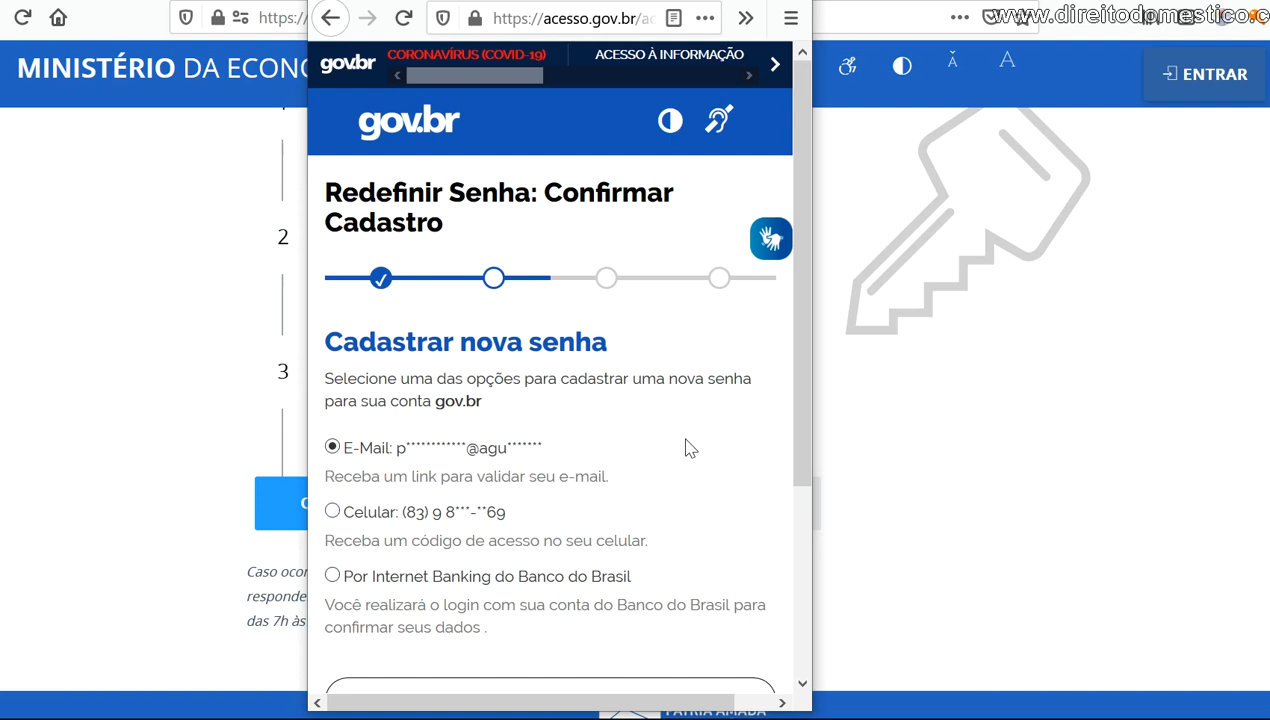 https://
https://acesso.gov.br/ac
www.direitodomestico.c
MINISTÉRIO DA ECONO
gov.br
CORONAVÍRUS (COVID-19)
ACESSO À INFORMAÇÃO
A
A
ENTRAR
gov.br
Redefinir Senha: Confirmar
Cadastro
2
3
Cadastrar nova senha
Selecione uma das opções para cadastrar uma nova senha
para sua conta gov.br
E-Mail: p************@agu*******
Receba um link para validar seu e-mail.
Celular: (83) 9 8***-**69
Receba um código de acesso no seu celular.
Por Internet Banking do Banco do Brasil
Você realizará o login com sua conta do Banco do Brasil para
confirmar seus dados .
Caso ocor
responde
das 7h às
PÁTRIA AMADA